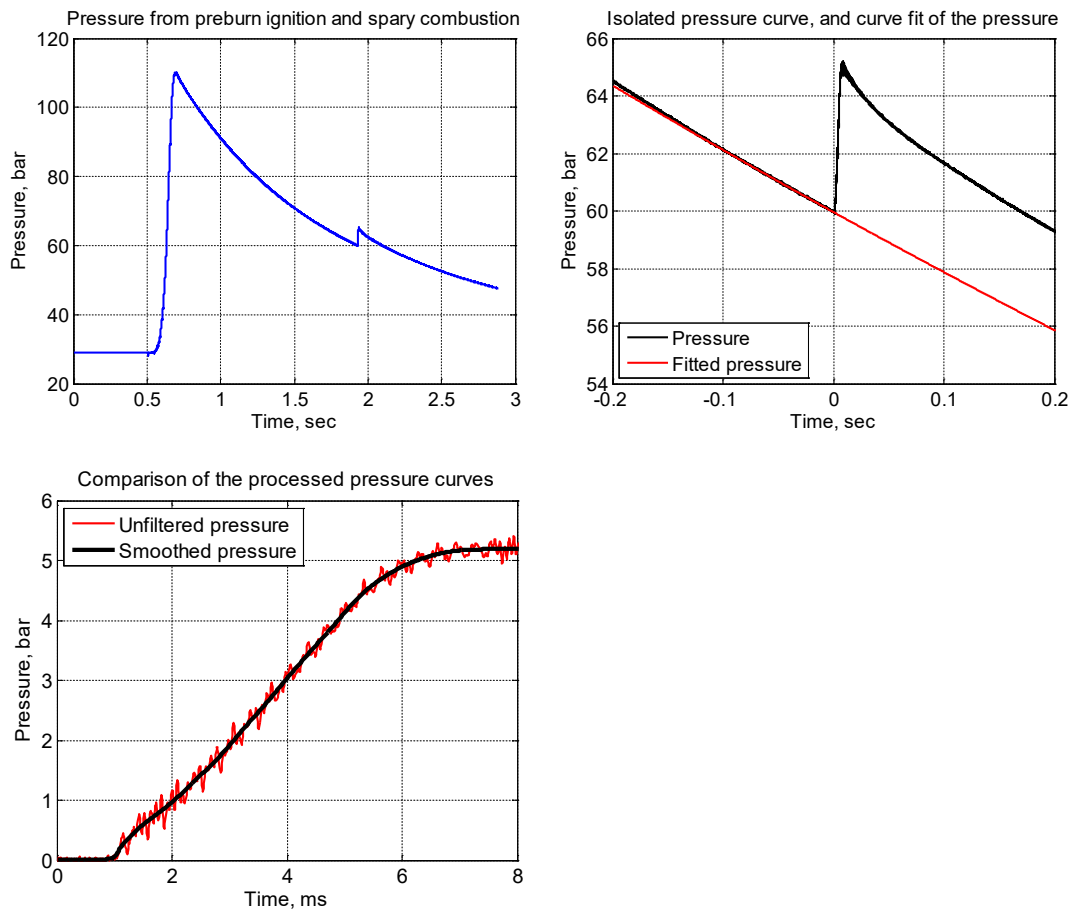 Pressure from preburn ignition and spary combustion
120
100
80
60
40
20
Pressure, bar
0 0.5 1 1.5 2 2.5 3
Time, sec
Isolated pressure curve, and curve fit of the pressure
66
64
62
60
58
56
54
Pressure, bar
Pressure
Fitted pressure
-0.2 -0.1 0 0.1 0.2
Time, sec
Comparison of the processed pressure curves
6
5
4
3
2
1
0
Pressure, bar
Unfiltered pressure
Smoothed pressure
0 2 4 6 8
Time, ms